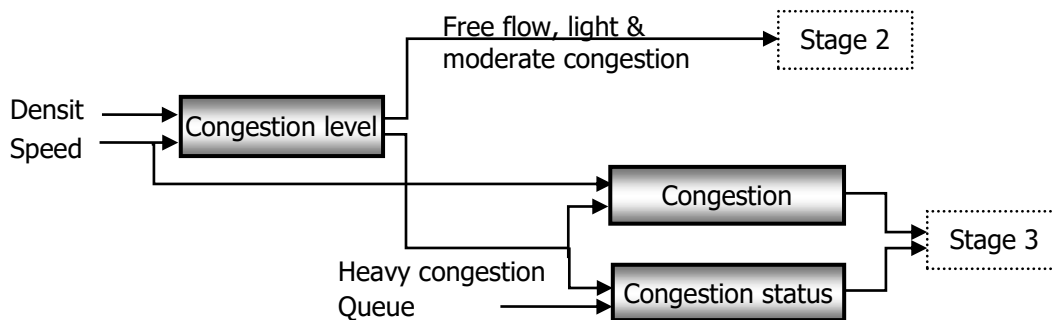 Free flow, light &
moderate congestion
Stage 2
Densit
Speed
Congestion level
Congestion
Stage 3
Heavy congestion
Queue
Congestion status